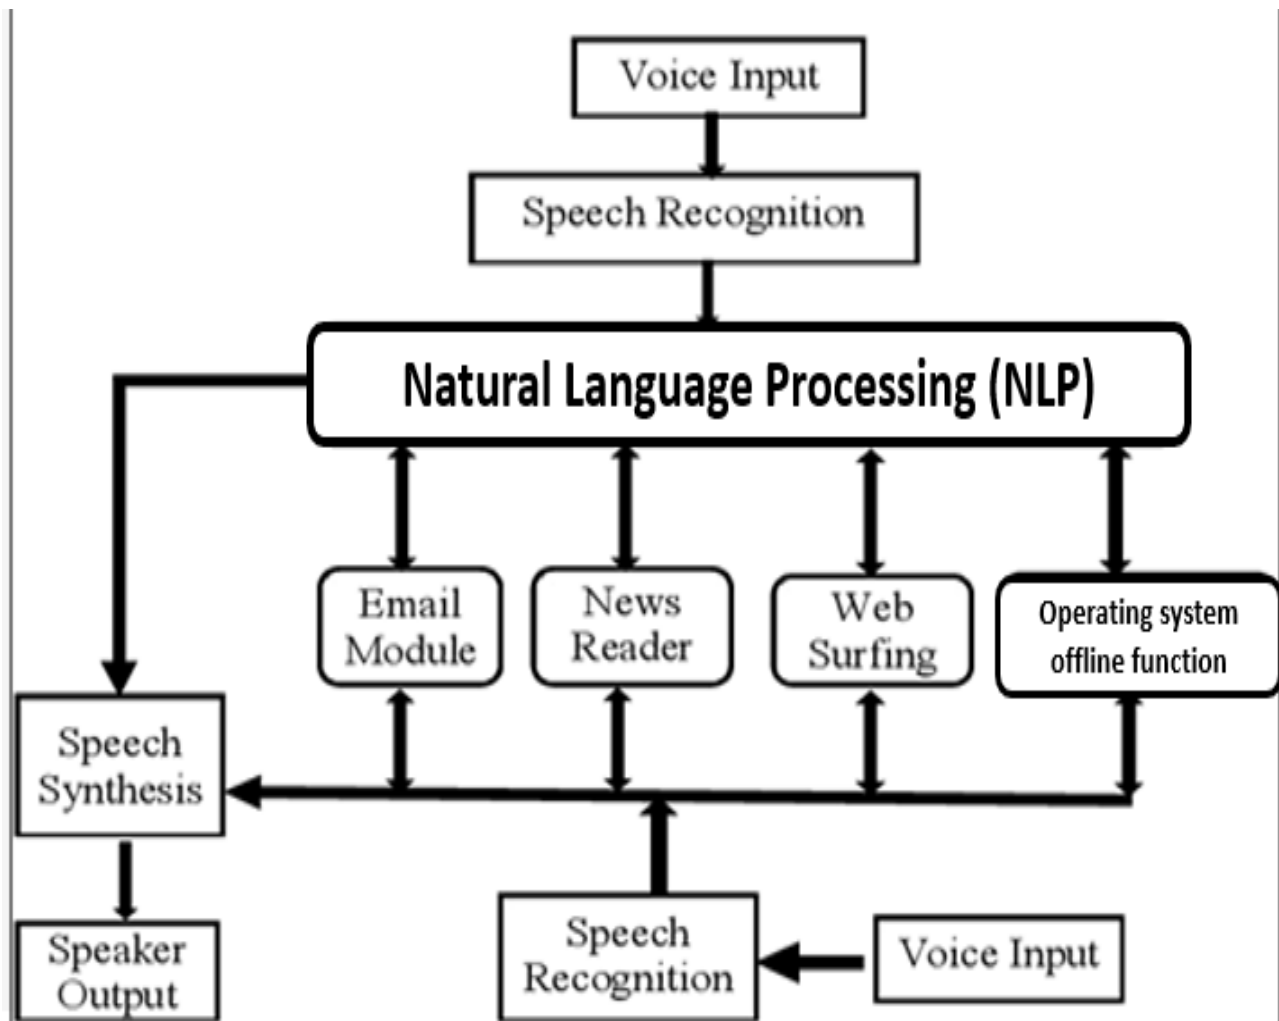 Voice Input
Speech Recognition
Natural Language Processing (NLP)
Email
Module
News
Reader
Web
Surfing
Operating system
offline function
Speech
Synthesis
Speech
Recognition
Voice Input
Speaker
Output